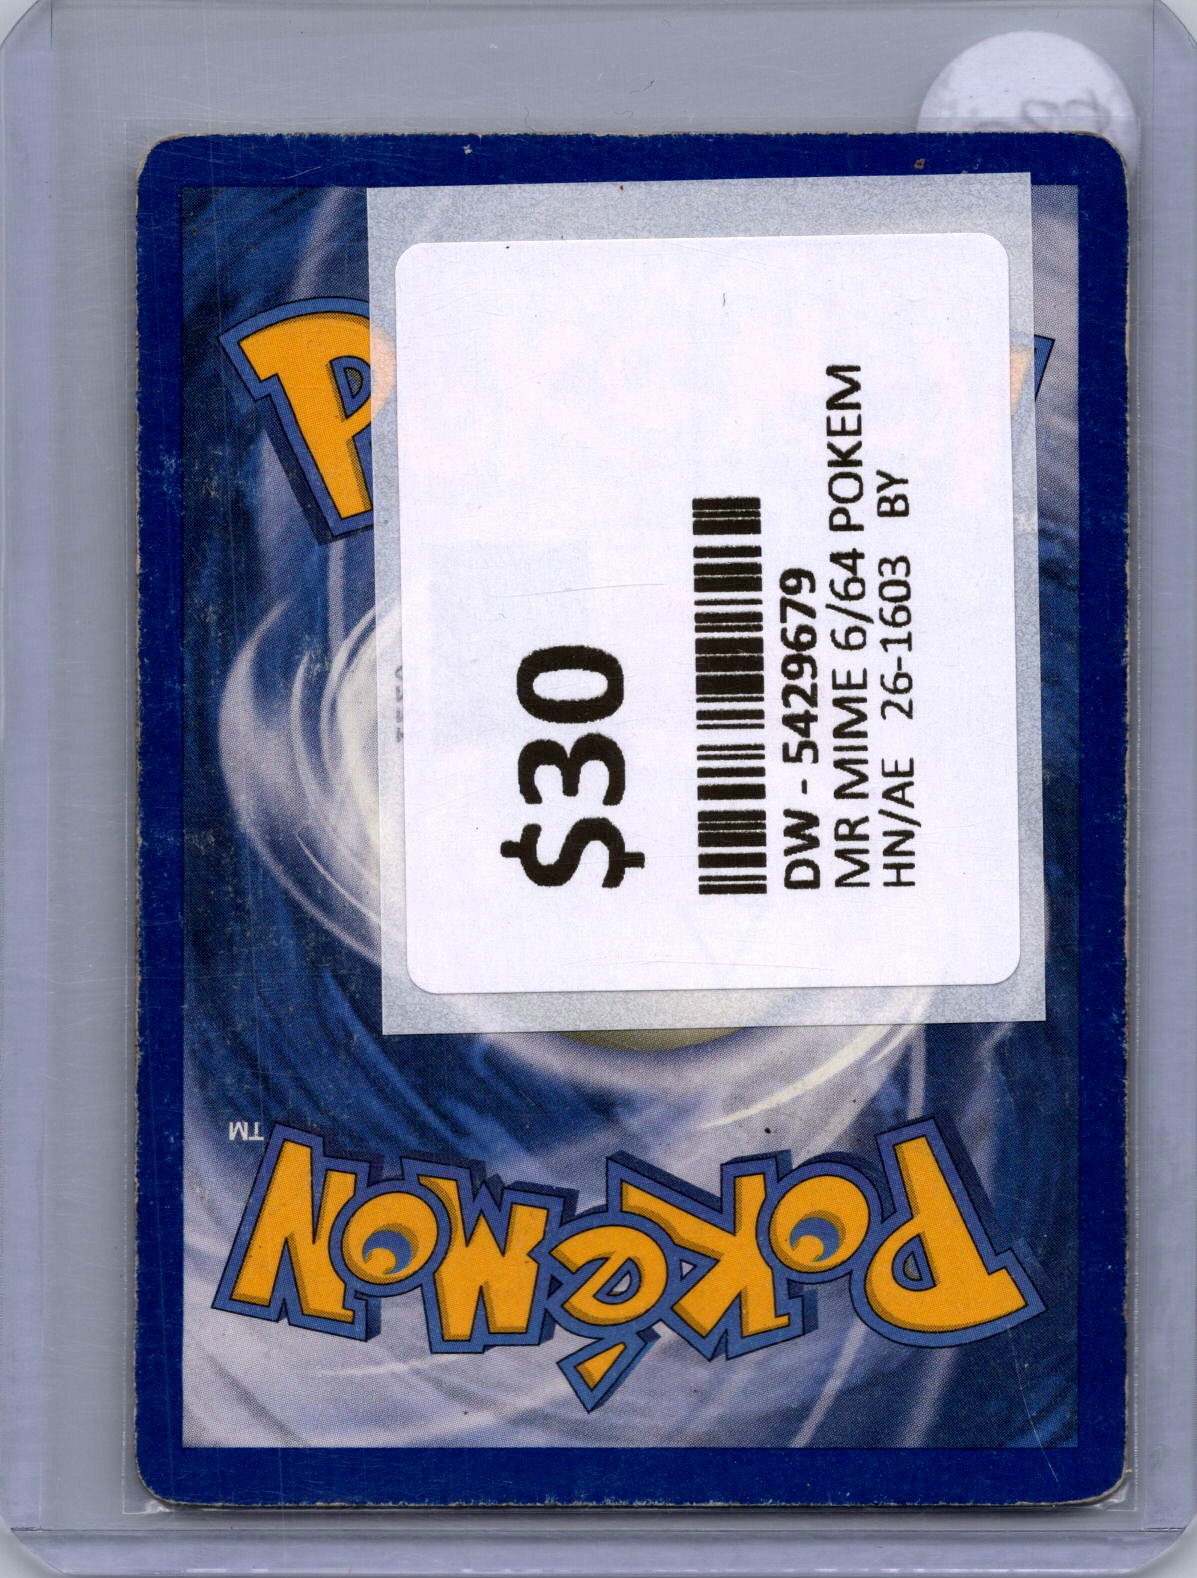 $30
DW - 5429679
MR MIME 6/64 POKEM
HN/AE 26-1603 BY
POKéMON
TM